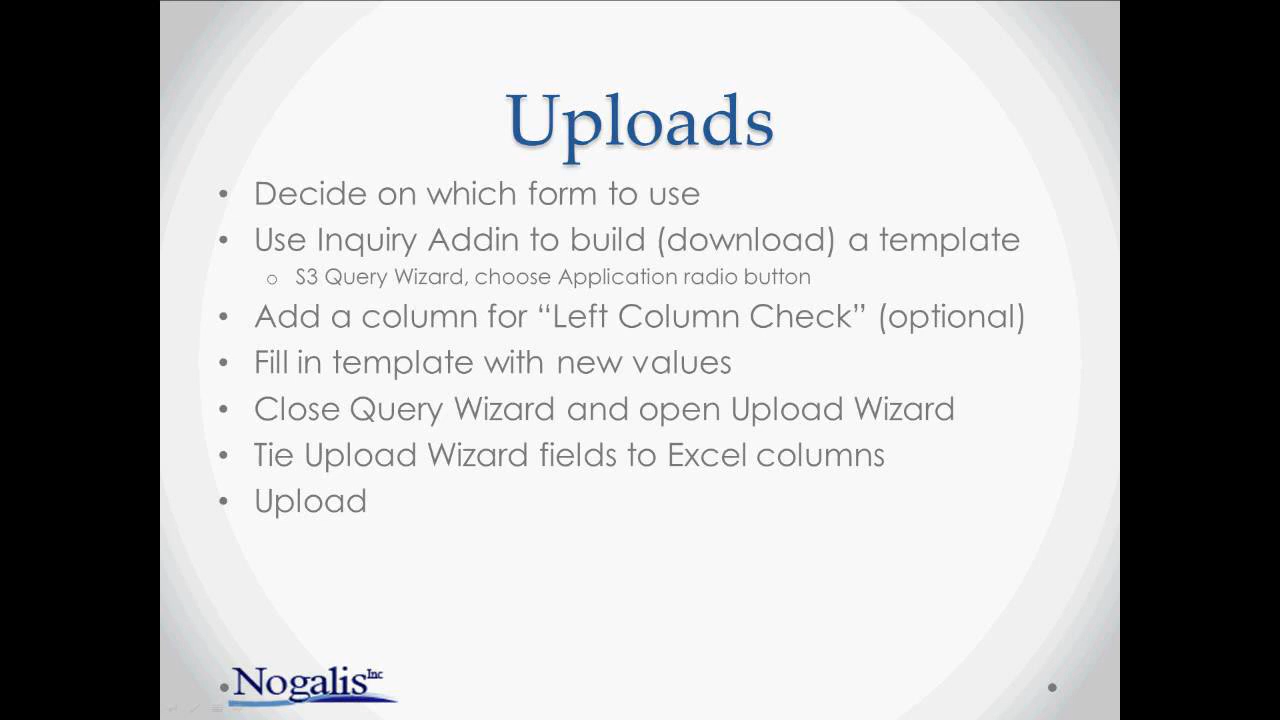 Uploads
• Decide on which form to use
• Use Inquiry Addin to build (download) a template
o S3 Query Wizard, choose Application radio button
• Add a column for “Left Column Check” (optional)
• Fill in template with new values
• Close Query Wizard and open Upload Wizard
• Tie Upload Wizard fields to Excel columns
• Upload
Nogalis Inc